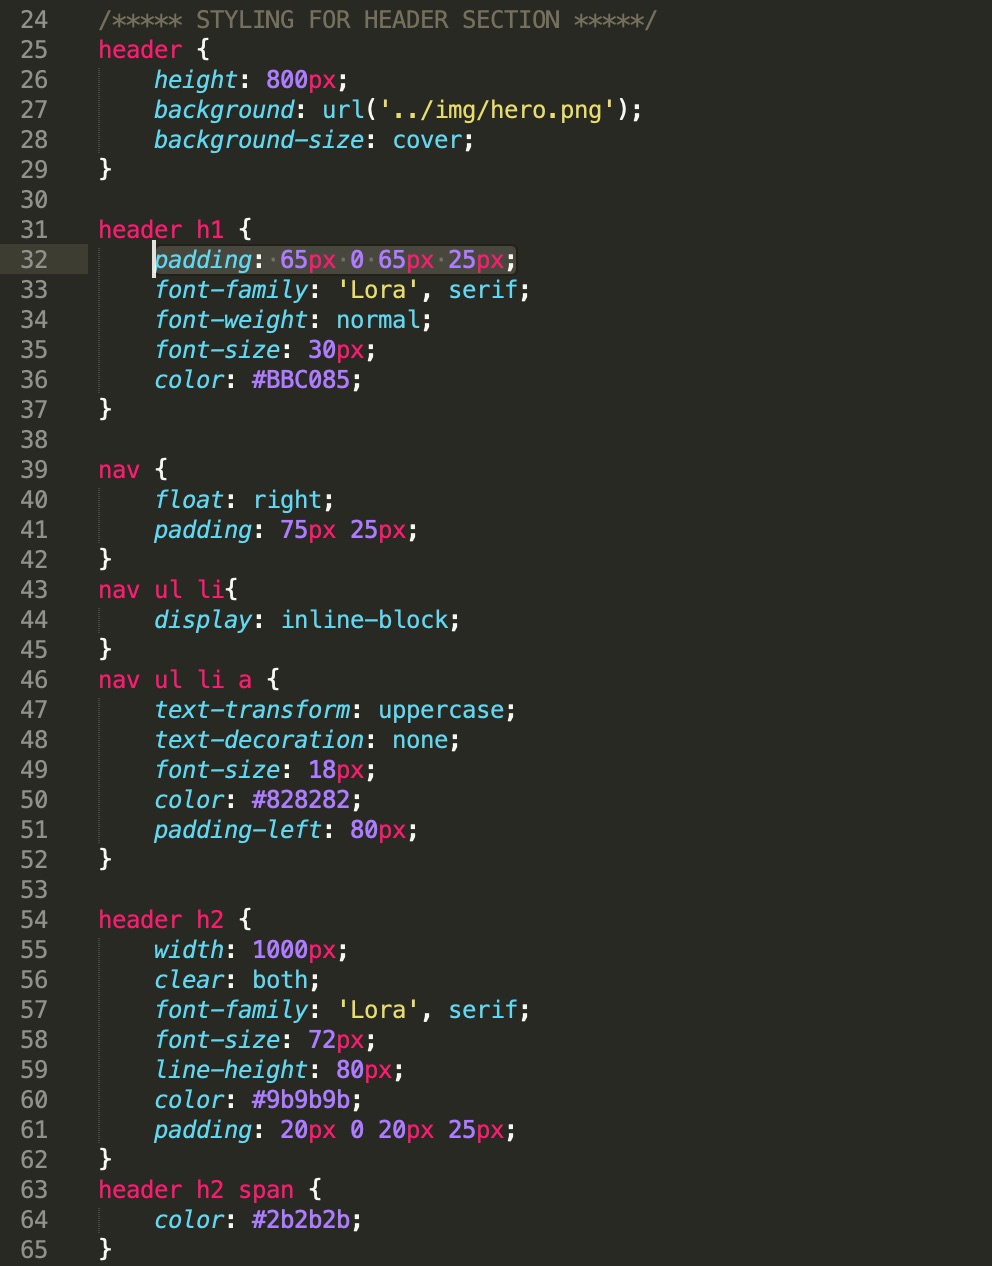 24 /***** STYLING FOR HEADER SECTION *****/
25 header {
26     height: 800px;
27     background: url('../img/hero.png');
28     background-size: cover;
29 }
30
31 header h1 {
32     padding: 65px 0 65px 25px;
33     font-family: 'Lora', serif;
34     font-weight: normal;
35     font-size: 30px;
36     color: #BBC085;
37 }
38
39 nav {
40     float: right;
41     padding: 75px 25px;
42 }
43 nav ul li{
44     display: inline-block;
45 }
46 nav ul li a {
47     text-transform: uppercase;
48     text-decoration: none;
49     font-size: 18px;
50     color: #828282;
51     padding-left: 80px;
52 }
53
54 header h2 {
55     width: 1000px;
56     clear: both;
57     font-family: 'Lora', serif;
58     font-size: 72px;
59     line-height: 80px;
60     color: #9b9b9b;
61     padding: 20px 0 20px 25px;
62 }
63 header h2 span {
64     color: #2b2b2b;
65 }